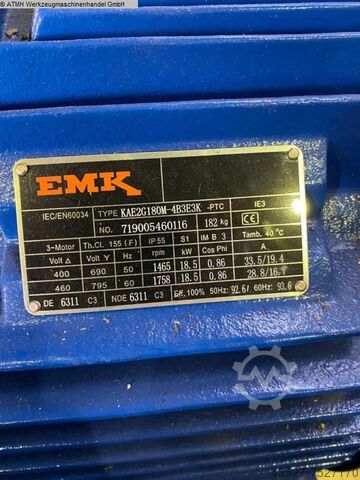 © ATMH Werkzeugmaschinenhandel GmbH
EMK
IEC/EN60034 TYPE KAE2G180M-4B3E3K -PTC IE3
NO. 719005460116 182 kg CE
3-Motor Th.Cl. 155 (F) IP 55 S1 IM B 3 Tamb. 40°C
Volt Δ Volt Y Hz rpm kW Cos Phi A
400 690 50 1465 18.5 0.86 33.5/19.4
460 795 60 1758 18.5 0.86 28.8/16.7
DE 6311 C3 NDE 6311 C3 Eff.100% 50Hz: 92.6/ 60Hz: 93.6